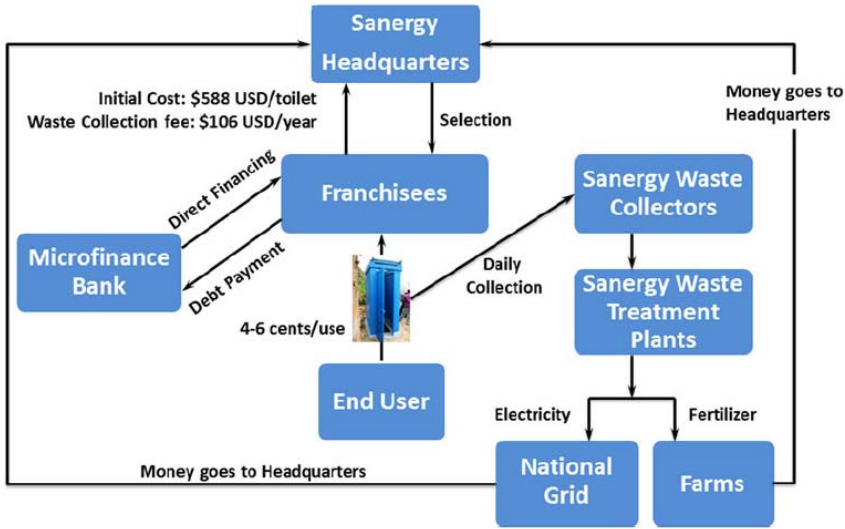 Sanergy
Headquarters
Initial Cost: $588 USD/toilet
Waste Collection fee: $106 USD/year
Selection
Money goes to
Headquarters
Direct Financing
Franchisees
Sanergy Waste
Collectors
Microfinance
Bank
Debt Payment
Daily
Collection
Sanergy Waste
Treatment
Plants
4-6 cents/use
End User
Electricity
Fertilizer
Money goes to Headquarters
National
Grid
Farms